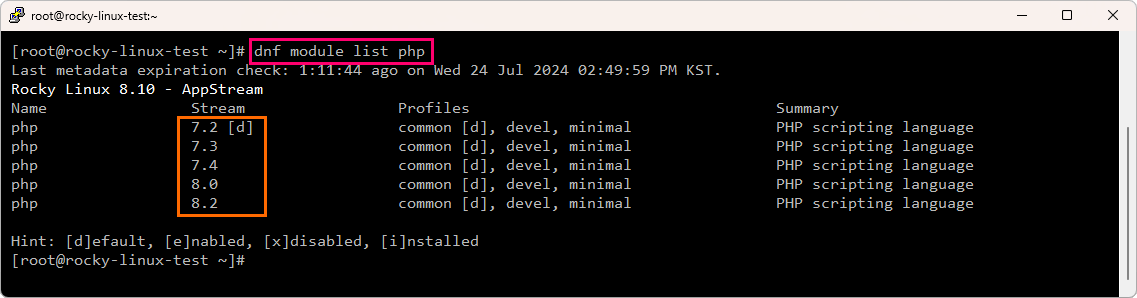 root@rocky-linux-test:~
[root@rocky-linux-test ~]# dnf module list php
Last metadata expiration check: 1:11:44 ago on Wed 24 Jul 2024 02:49:59 PM KST.
Rocky Linux 8.10 - AppStream
Name Stream Profiles Summary
php 7.2 [d] common [d], devel, minimal PHP scripting language
php 7.3 common [d], devel, minimal PHP scripting language
php 7.4 common [d], devel, minimal PHP scripting language
php 8.0 common [d], devel, minimal PHP scripting language
php 8.2 common [d], devel, minimal PHP scripting language
Hint: [d]efault, [e]nabled, [x]disabled, [i]nstalled
[root@rocky-linux-test ~]#